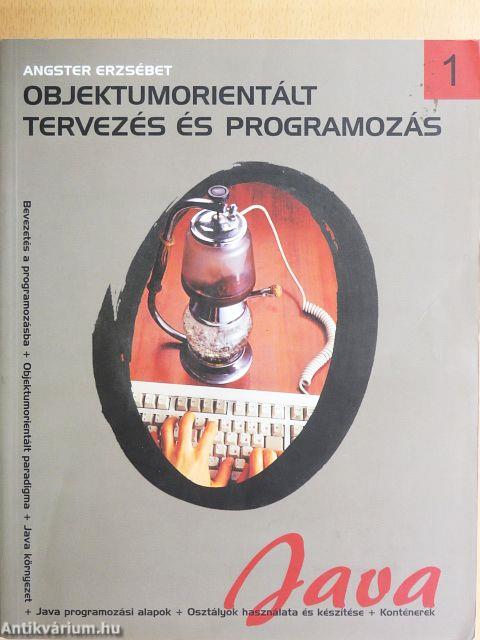 ANGSTER ERZSÉBET
1
OBJEKTUMORIENTÁLT
TERVEZÉS ÉS PROGRAMOZÁS
Bevezetés a programozásba + Objektumorientált paradigma + Java környezet
Java
+ Java programozási alapok + Osztályok használata és készítése + Konténerek
Antikvárium.hu